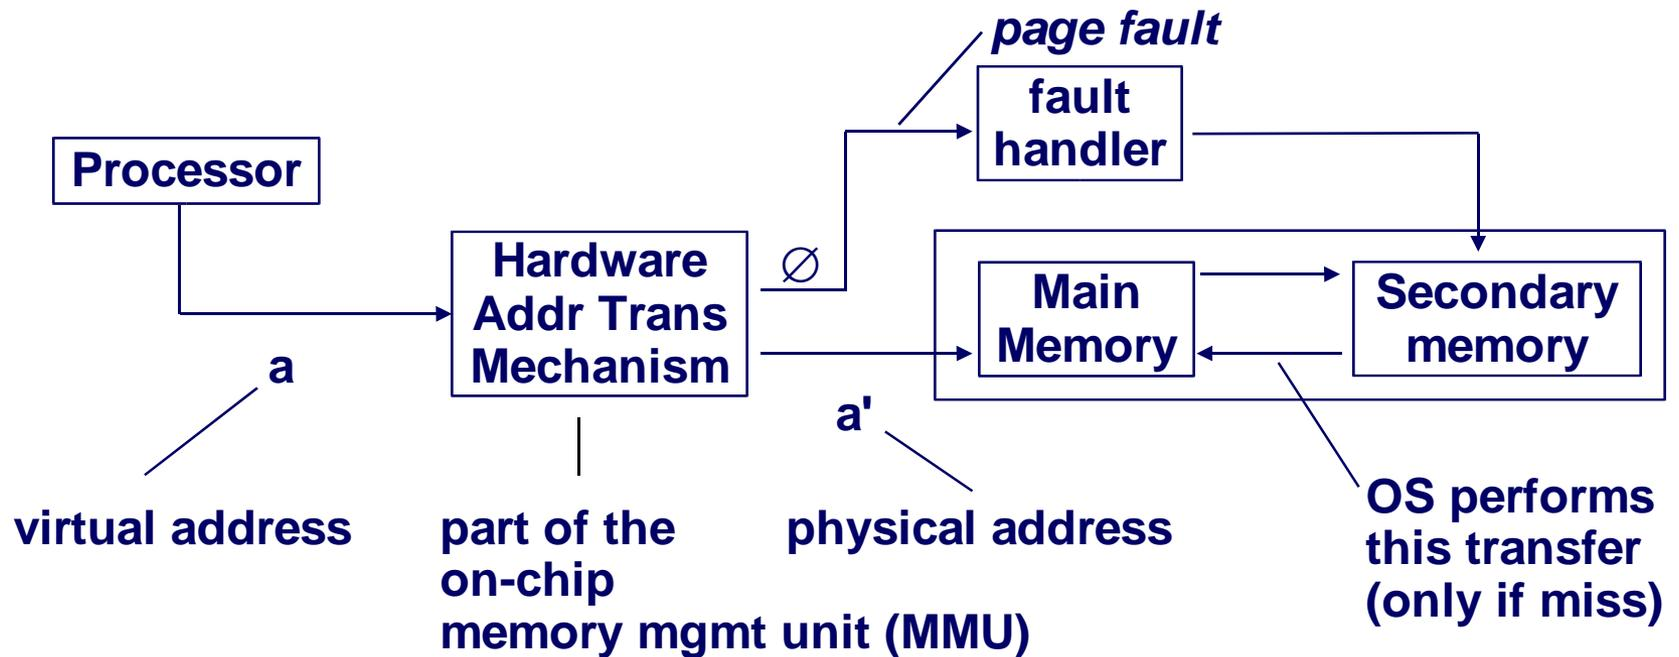 page fault
fault
handler
Processor
Hardware
Addr Trans
Mechanism
∅
Main
Memory
Secondary
memory
a
a'
virtual address
part of the
on-chip
memory mgmt unit (MMU)
physical address
OS performs
this transfer
(only if miss)